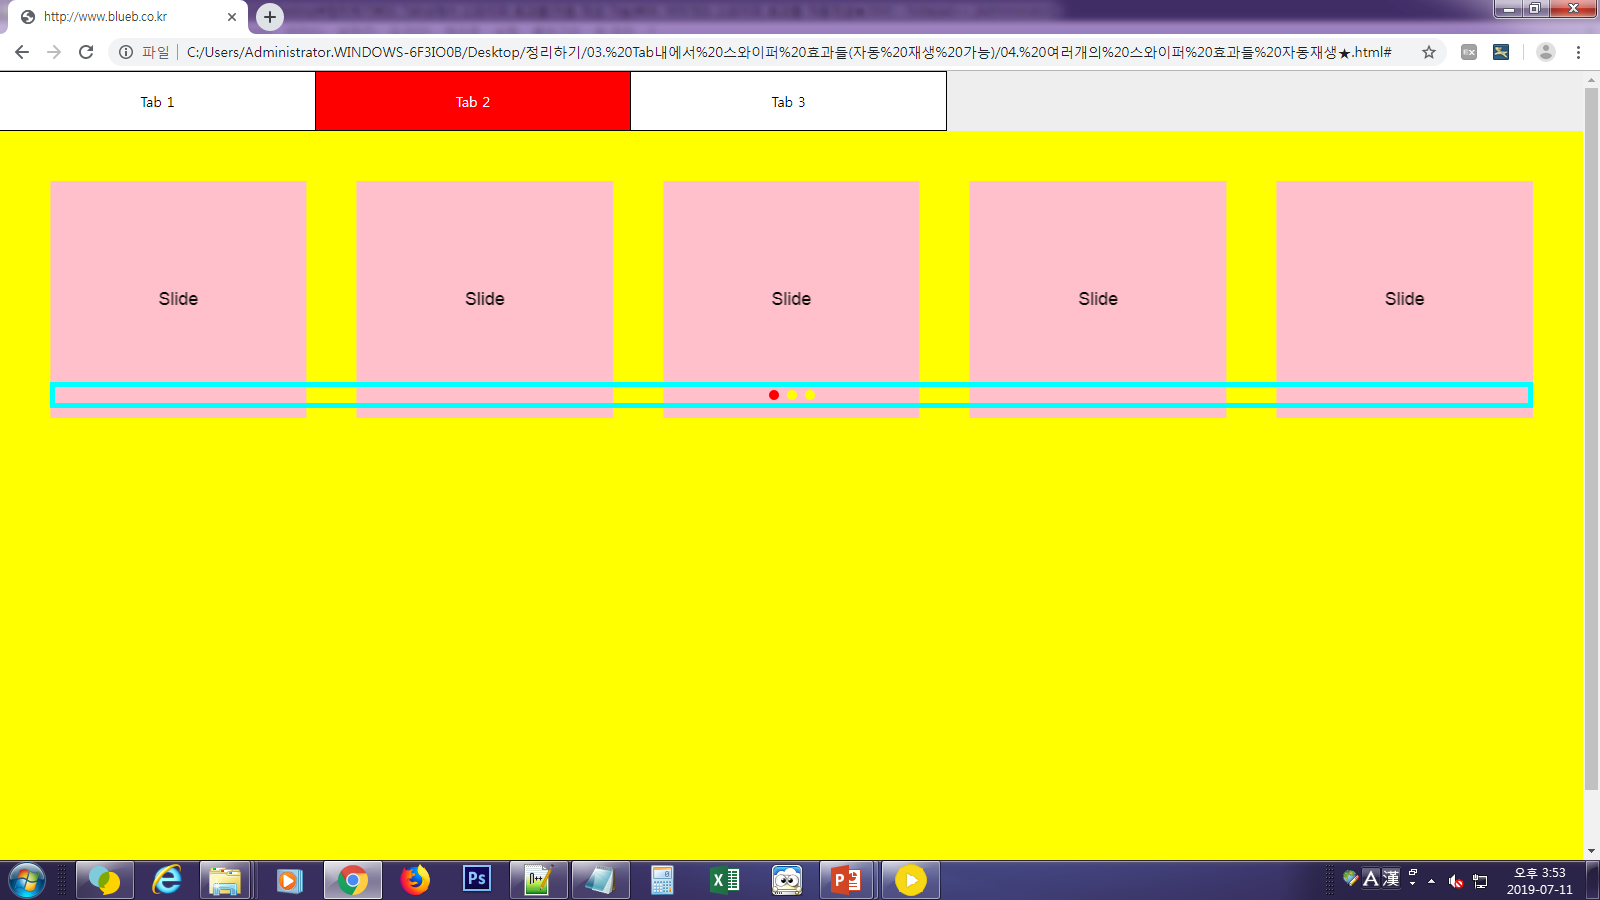 http://www.blueb.co.kr
파일 C:/Users/Administrator.WINDOWS-6F3IO0B/Desktop/정리하기/03.%20Tab내에서%20스와이퍼%20효과들(자동%20재생%20가능)/04.%20여러개의%20스와이퍼%20효과들%20자동재생★.html#
Tab 1 Tab 2 Tab 3
Slide Slide Slide Slide Slide
Ps
A 漢
오후 3:53
2019-07-11